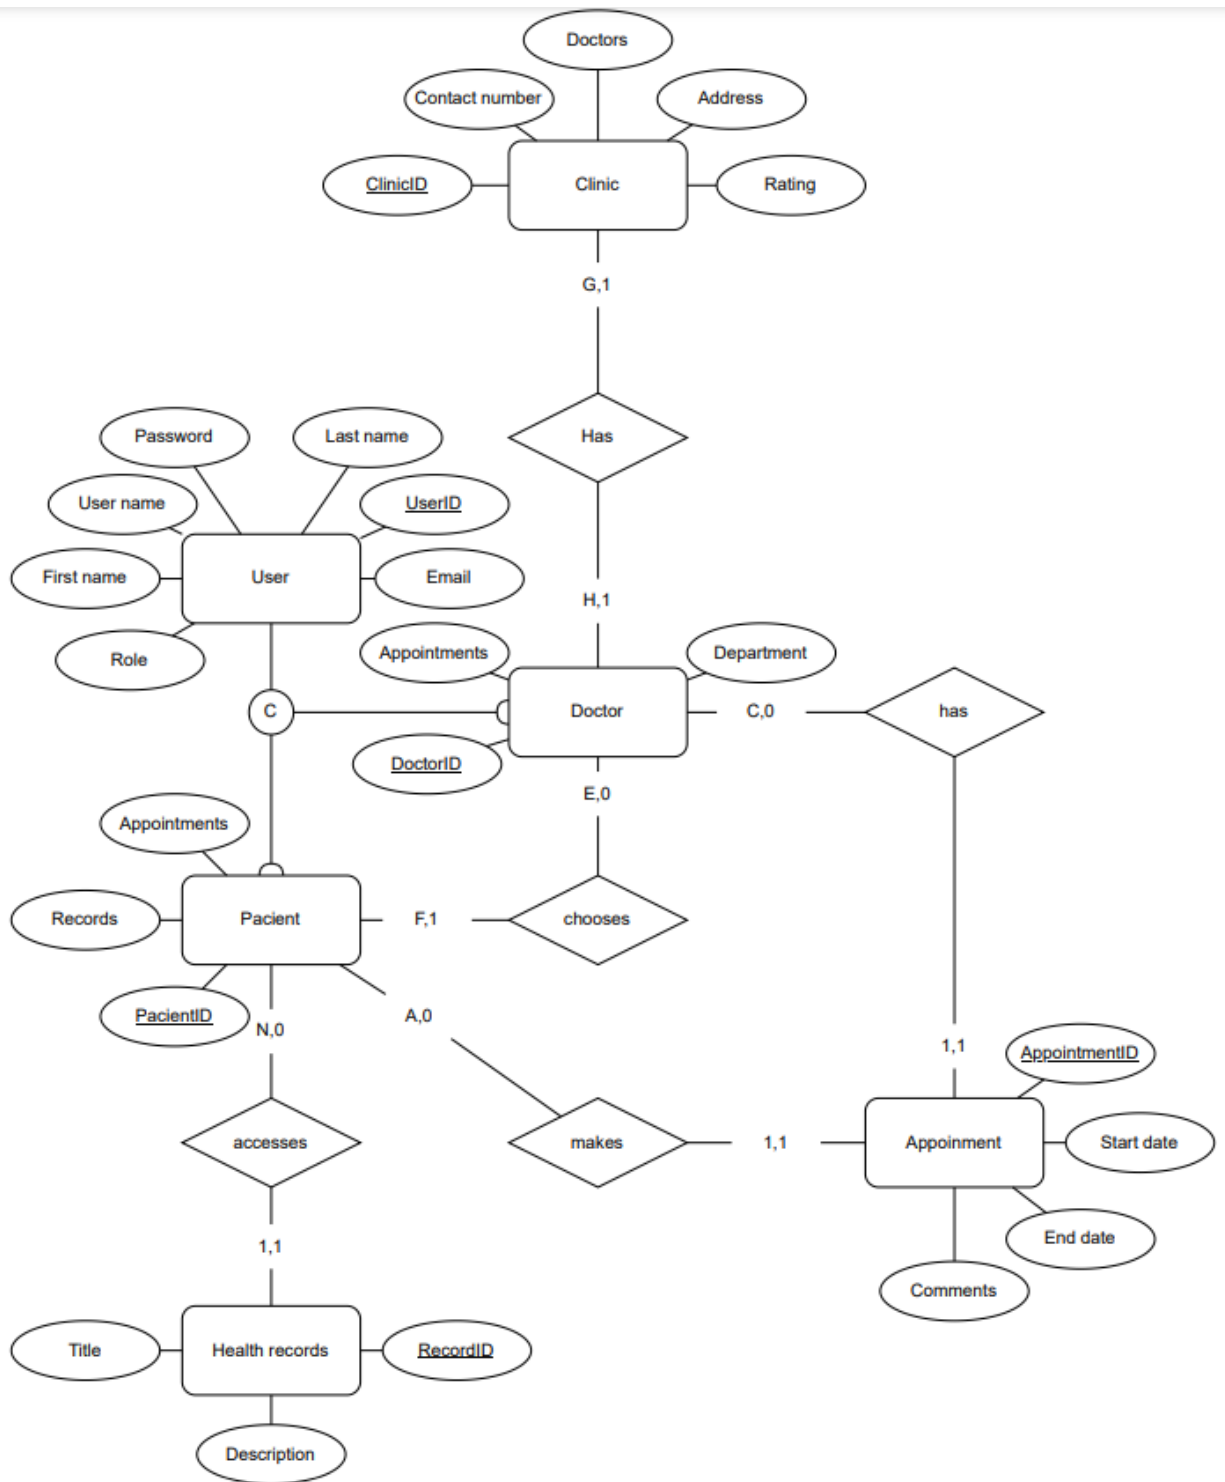 Doctors
Contact number
Address
ClinicID
Clinic
Rating
G,1
Password
Last name
Has
User name
UserID
First name
User
Email
H,1
Role
Appointments
Department
C
Doctor
C,0
has
DoctorID
E,0
Appointments
Records
Pacient
F,1
chooses
PacientID
A,0
N,0
1,1
AppointmentID
accesses
makes
1,1
Appoinment
Start date
End date
1,1
Comments
Title
Health records
RecordID
Description